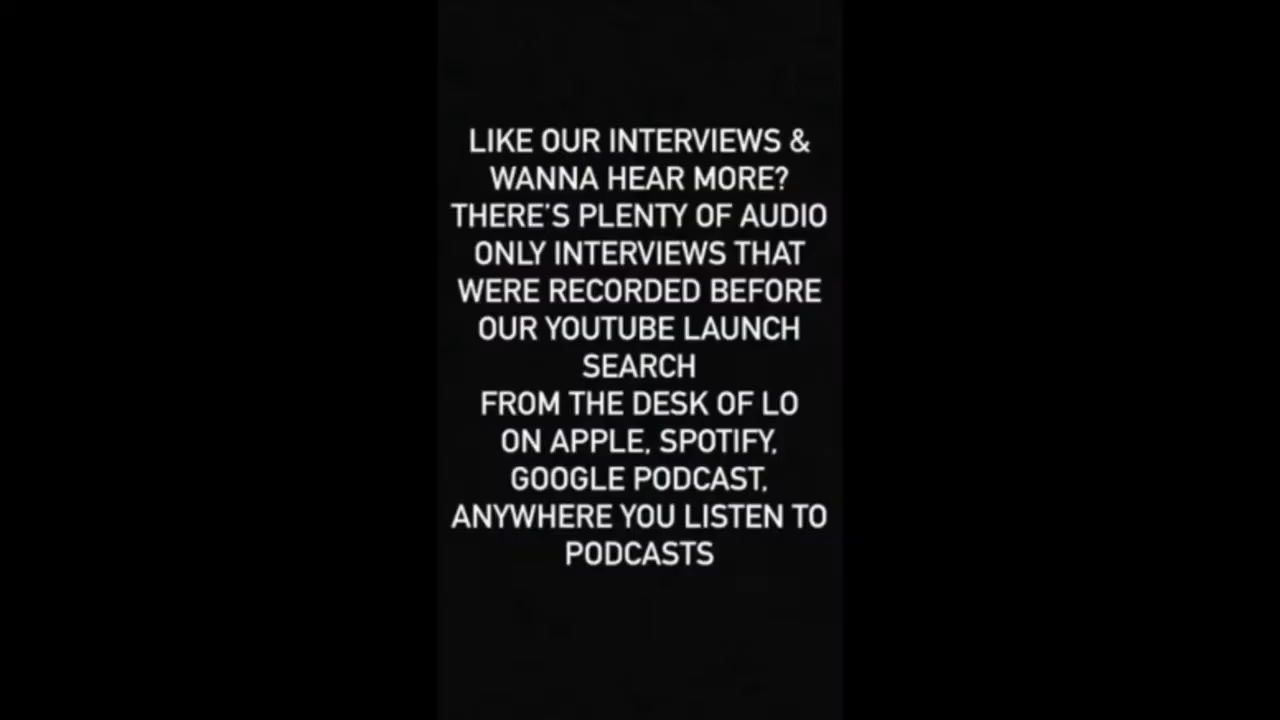 LIKE OUR INTERVIEWS &
WANNA HEAR MORE?
THERE'S PLENTY OF AUDIO
ONLY INTERVIEWS THAT
WERE RECORDED BEFORE
OUR YOUTUBE LAUNCH
SEARCH
FROM THE DESK OF LO
ON APPLE, SPOTIFY,
GOOGLE PODCAST,
ANYWHERE YOU LISTEN TO
PODCASTS